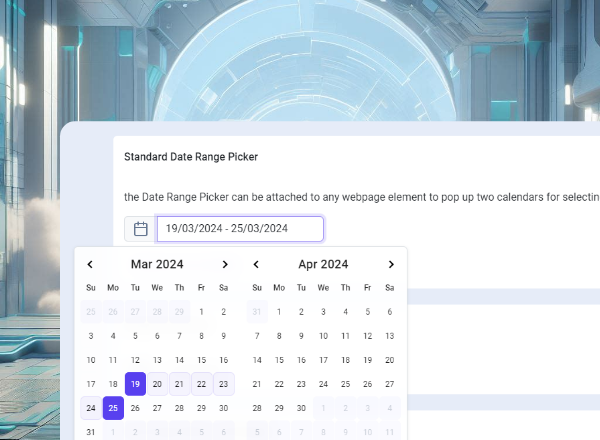 Standard Date Range Picker
the Date Range Picker can be attached to any webpage element to pop up two calendars for selectin
19/03/2024 - 25/03/2024
Mar 2024
Su Mo Tu We Th Fr Sa
25 26 27 28 29 1 2
3 4 5 6 7 8 9
10 11 12 13 14 15 16
17 18 19 20 21 22 23
24 25 26 27 28 29 30
31 1 2 3 4 5 6
Apr 2024
Su Mo Tu We Th Fr Sa
31 1 2 3 4 5 6
7 8 9 10 11 12 13
14 15 16 17 18 19 20
21 22 23 24 25 26 27
28 29 30 1 2 3 4
5 6 7 8 9 10 11